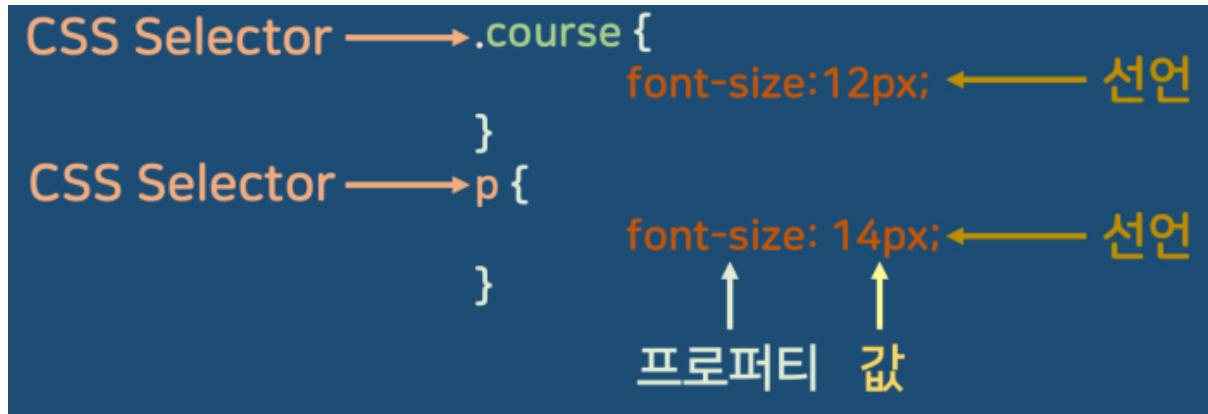 CSS Selector .course {
font-size:12px; 선언
}
CSS Selector p {
font-size: 14px; 선언
}
프로퍼티 값